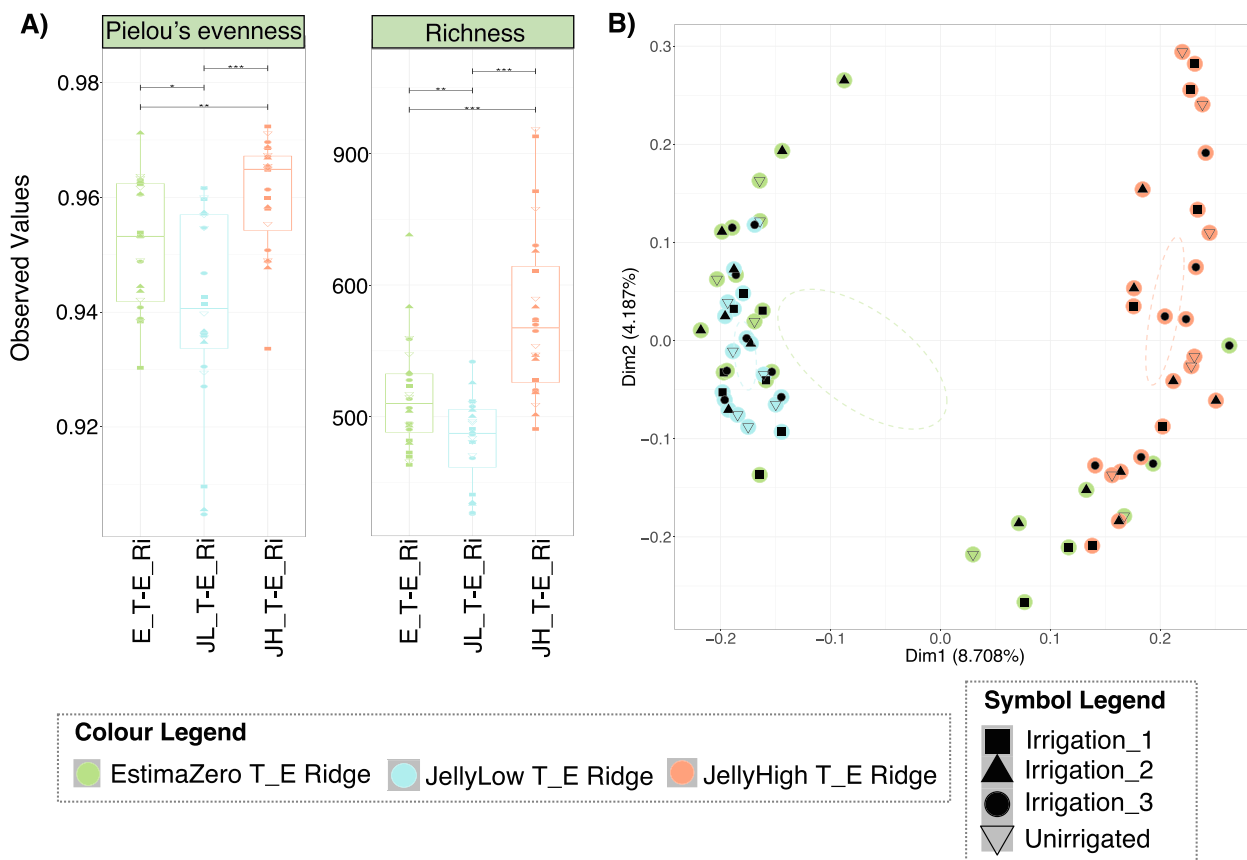 A)
Pielou's evenness
Richness
Observed Values
0.98
0.96
0.94
0.92
*
***
**
900
600
500
**
***
***
E_T-E_Ri
JL_T-E_Ri
JH_T-E_Ri
E_T-E_Ri
JL_T-E_Ri
JH_T-E_Ri
B)
Dim2 (4.187%)
0.3
0.2
0.1
0.0
−0.1
−0.2
−0.2
−0.1
0.0
0.1
0.2
Dim1 (8.708%)
Colour Legend
EstimaZero T_E Ridge
JellyLow T_E Ridge
JellyHigh T_E Ridge
Symbol Legend
Irrigation_1
Irrigation_2
Irrigation_3
Unirrigated